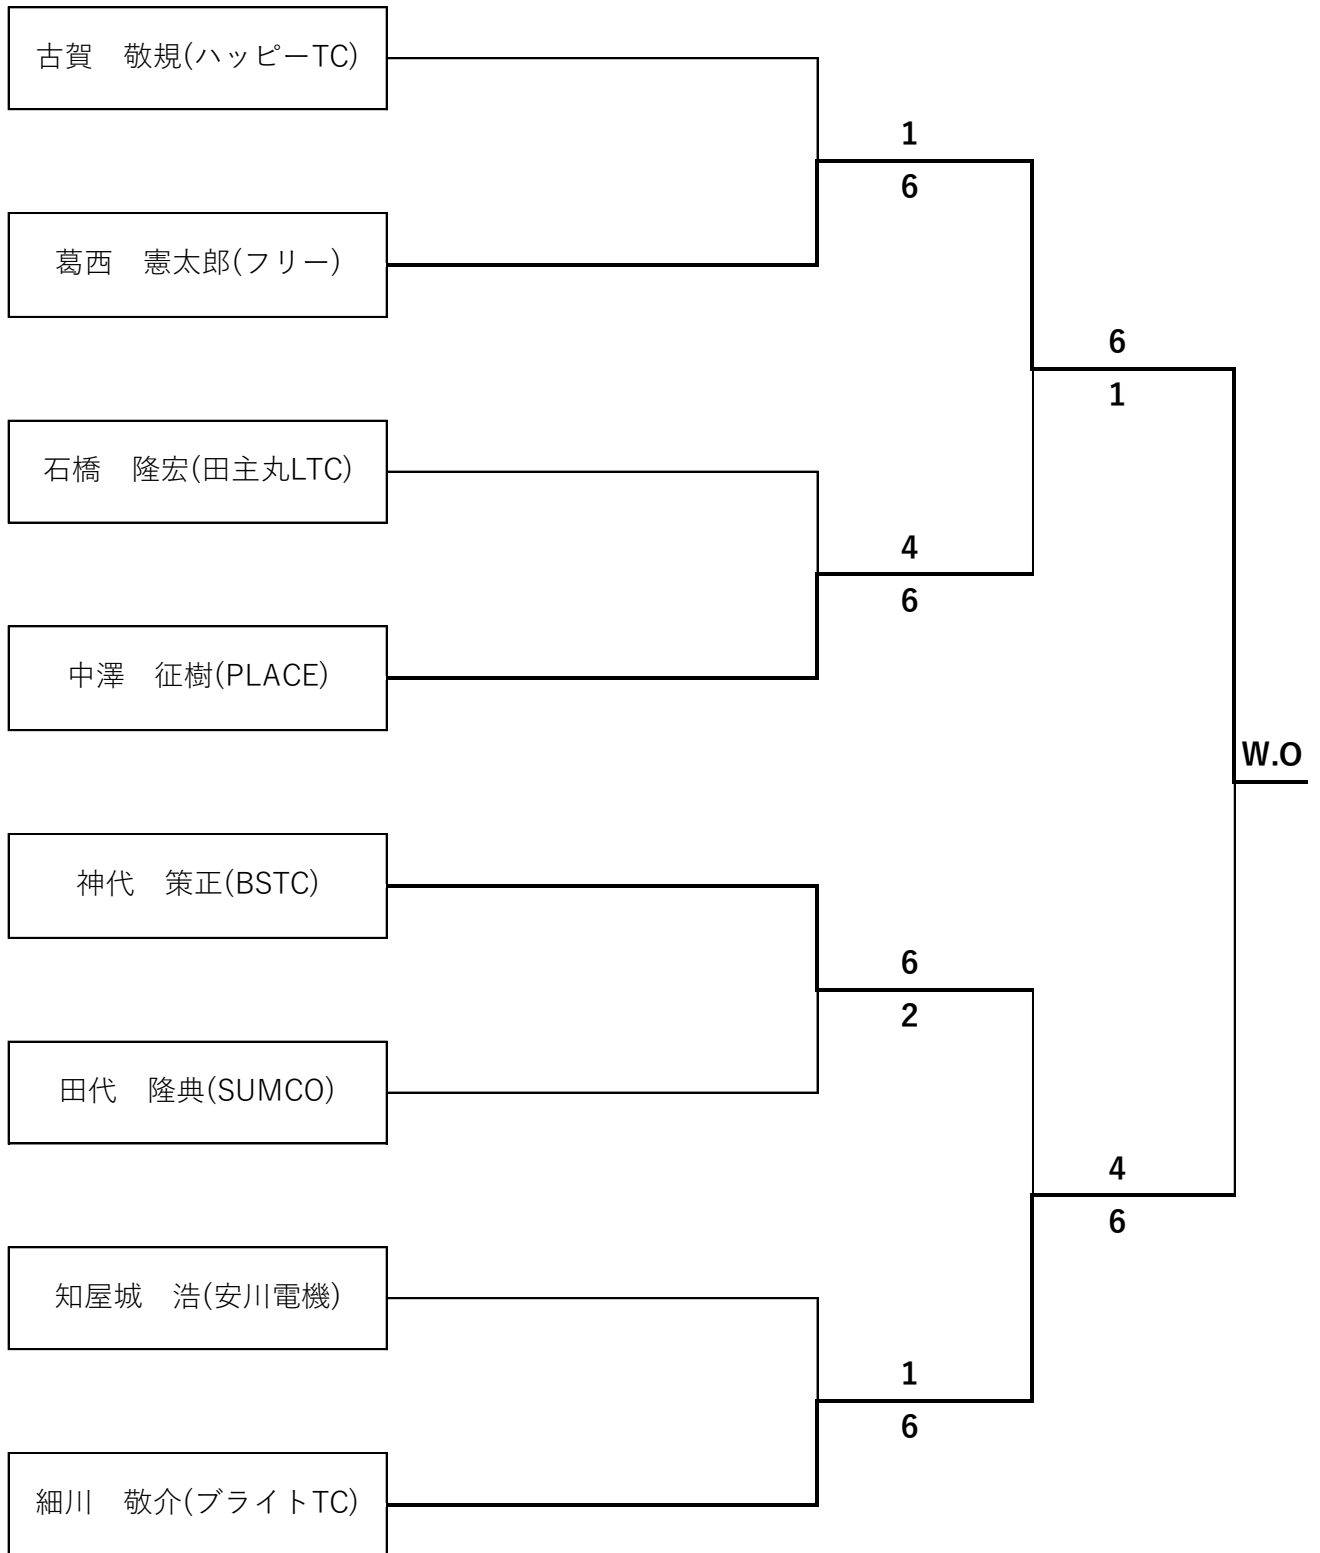 古賀　敬規(ハッピーTC)
1
6
葛西　憲太郎(フリー)
6
1
石橋　隆宏(田主丸LTC)
4
6
中澤　征樹(PLACE)
W.O
神代　策正(BSTC)
6
2
田代　隆典(SUMCO)
4
6
知屋城　浩(安川電機)
1
6
細川　敬介(ブライトTC)